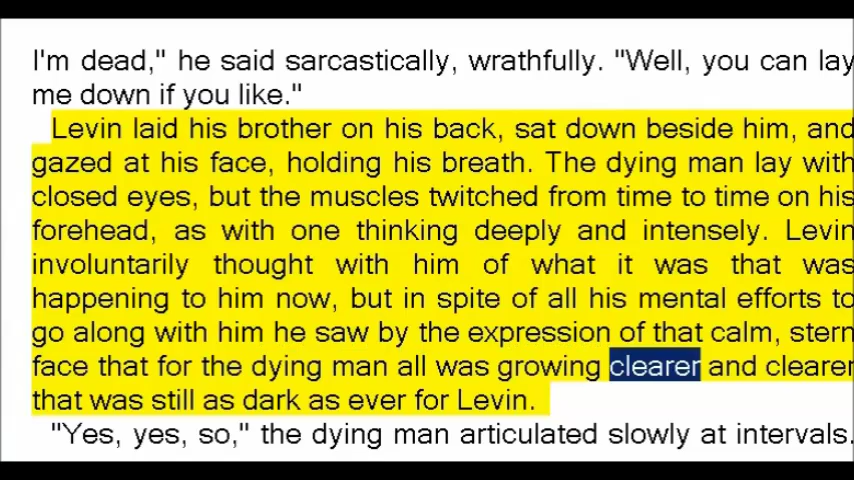 I'm dead," he said sarcastically, wrathfully. "Well, you can lay
me down if you like."
Levin laid his brother on his back, sat down beside him, and
gazed at his face, holding his breath. The dying man lay with
closed eyes, but the muscles twitched from time to time on his
forehead, as with one thinking deeply and intensely. Levin
involuntarily thought with him of what it was that was
happening to him now, but in spite of all his mental efforts to
go along with him he saw by the expression of that calm, stern
face that for the dying man all was growing clearer and clearer
that was still as dark as ever for Levin.
"Yes, yes, so," the dying man articulated slowly at intervals.